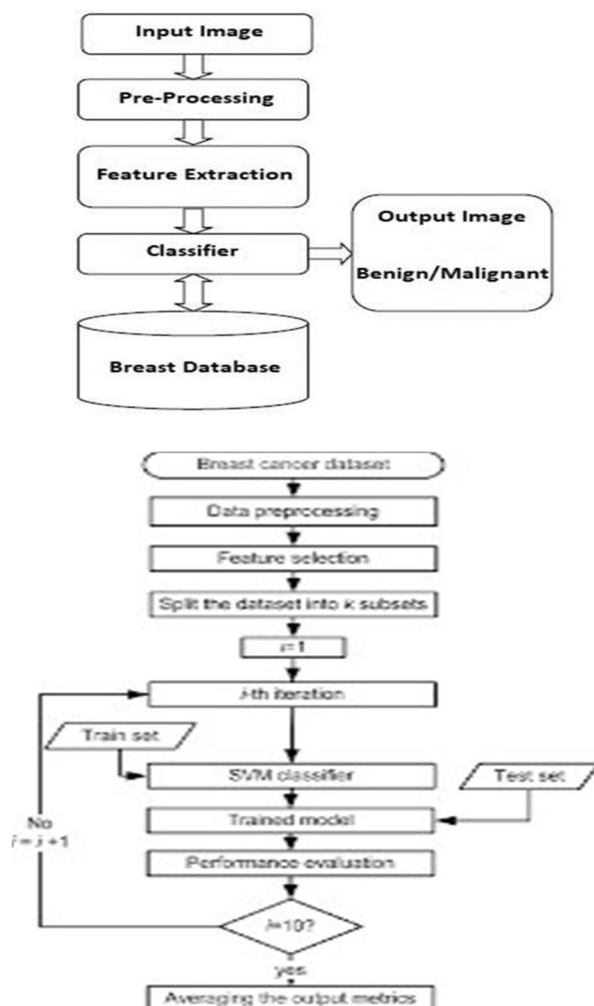 Input Image
Pre-Processing
Feature Extraction
Output Image
Classifier
Benign/Malignant
Breast Database
Breast cancer dataset
Data preprocessing
Feature selection
Split the dataset into k subsets
i=1
i-th iteration
Train set
SVM classifier
Test set
Trained model
No
i = i +1
Performance evaluation
i=10?
yes
Averaging the output metrics